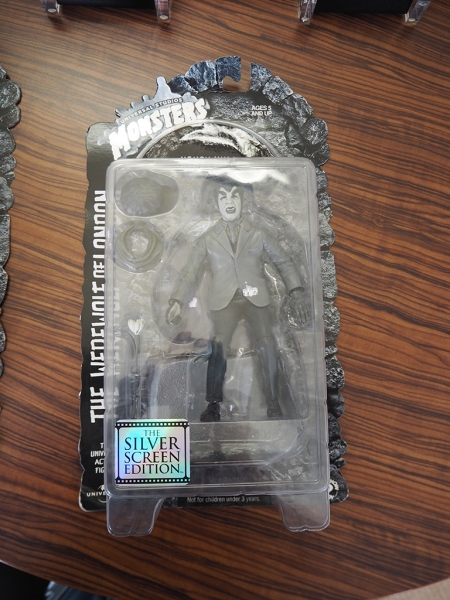 UNIVERSAL STUDIOS
MONSTERS
AGES 5
AND UP
THE WEREWOLF OF LONDON
THE
SILVER
SCREEN
EDITION
Not for children under 3 years.